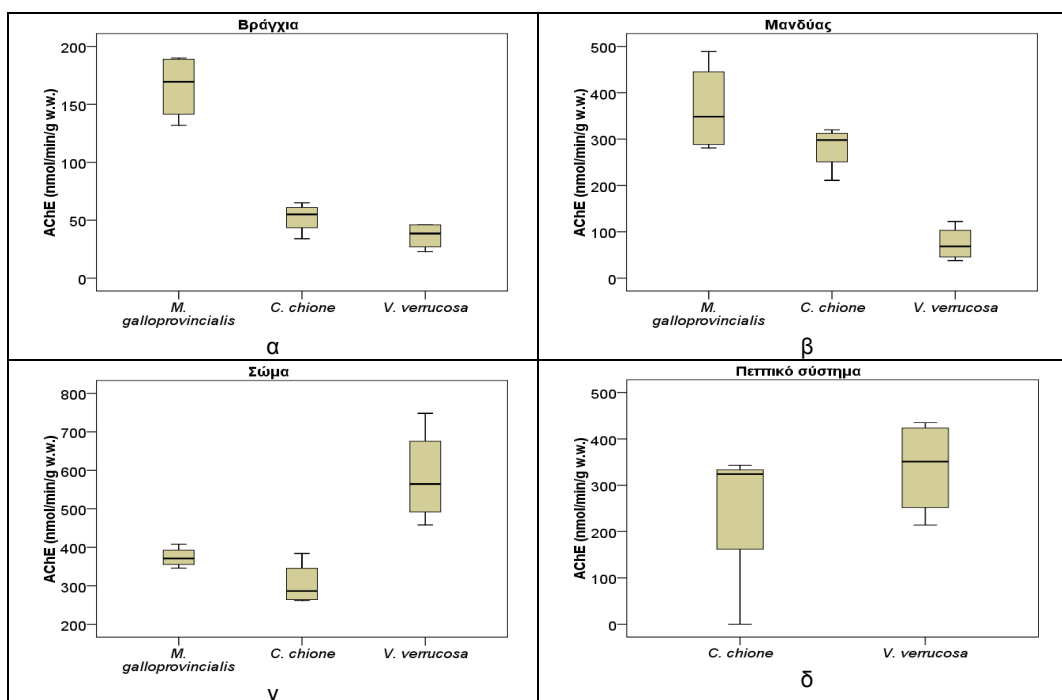 Βράγχια
AChE (nmol/min/g w.w.)
200
150
100
50
0
M. galloprovincialis
C. chione
V. verrucosa
α
Μανδύας
AChE (nmol/min/g w.w.)
500
400
300
200
100
0
M. galloprovincialis
C. chione
V. verrucosa
β
Σώμα
AChE (nmol/min/g w.w.)
800
700
600
500
400
300
200
M. galloprovincialis
C. chione
V. verrucosa
γ
Πεπτικό σύστημα
AChE (nmol/min/g w.w.)
500
400
300
200
100
0
C. chione
V. verrucosa
δ